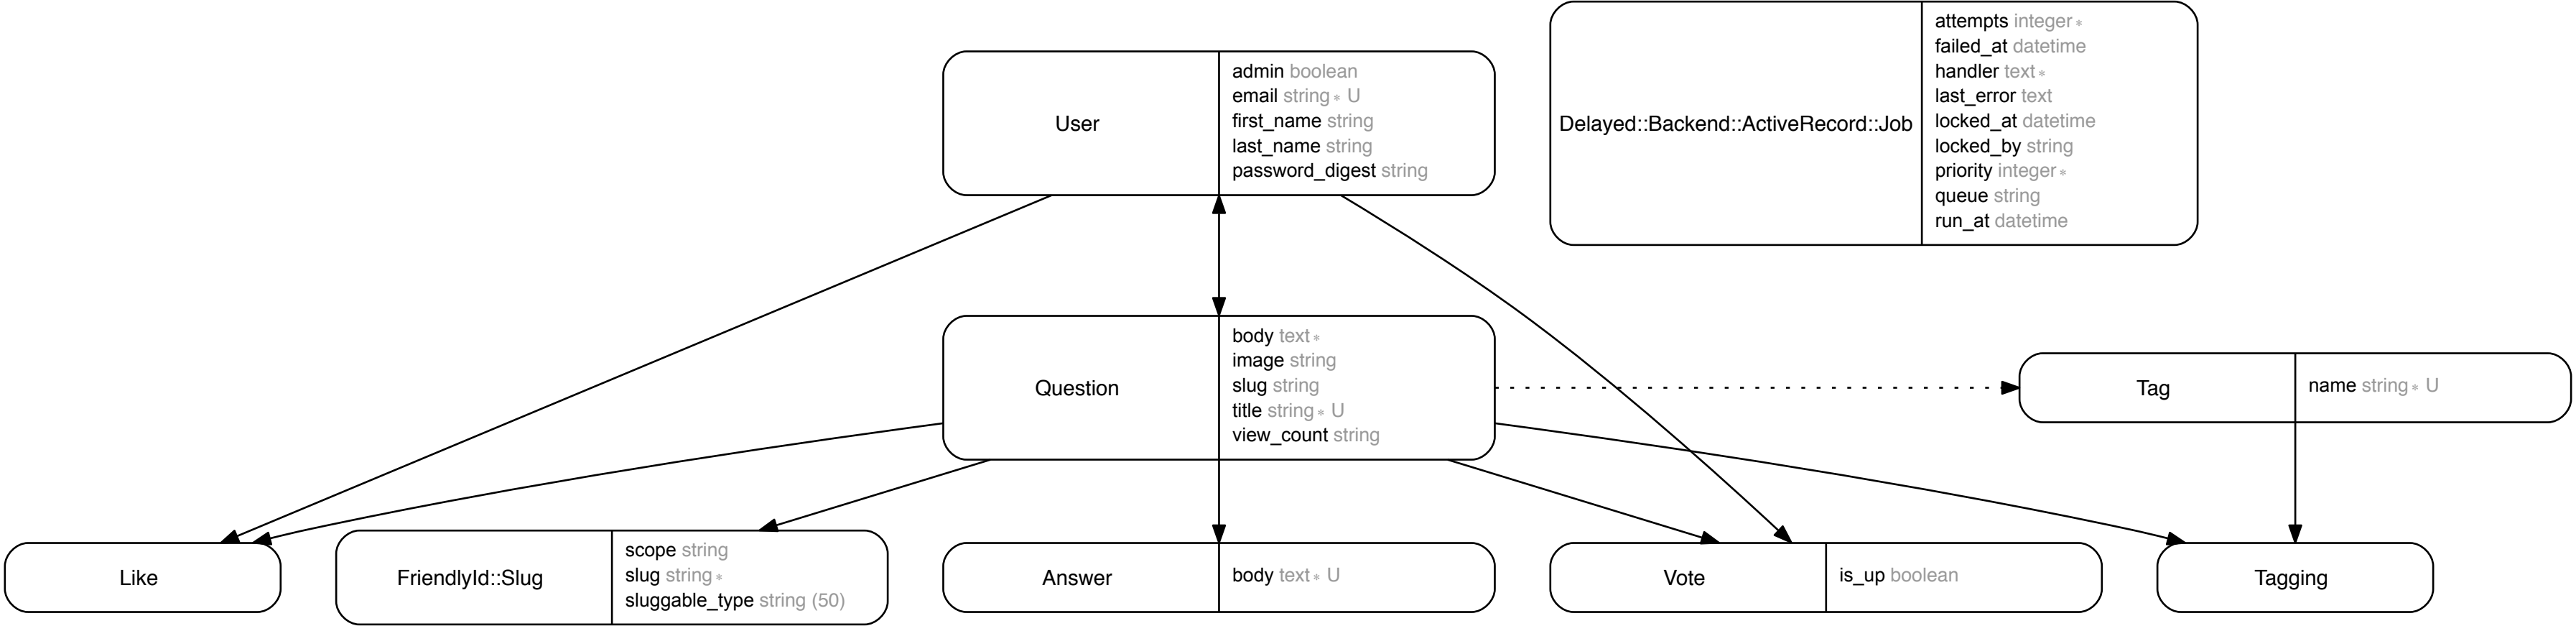 User
admin boolean
email string * U
first_name string
last_name string
password_digest string
Delayed::Backend::ActiveRecord::Job
attempts integer *
failed_at datetime
handler text *
last_error text
locked_at datetime
locked_by string
priority integer *
queue string
run_at datetime
Question
body text *
image string
slug string
title string * U
view_count string
Tag
name string * U
Like
FriendlyId::Slug
scope string
slug string *
sluggable_type string (50)
Answer
body text * U
Vote
is_up boolean
Tagging